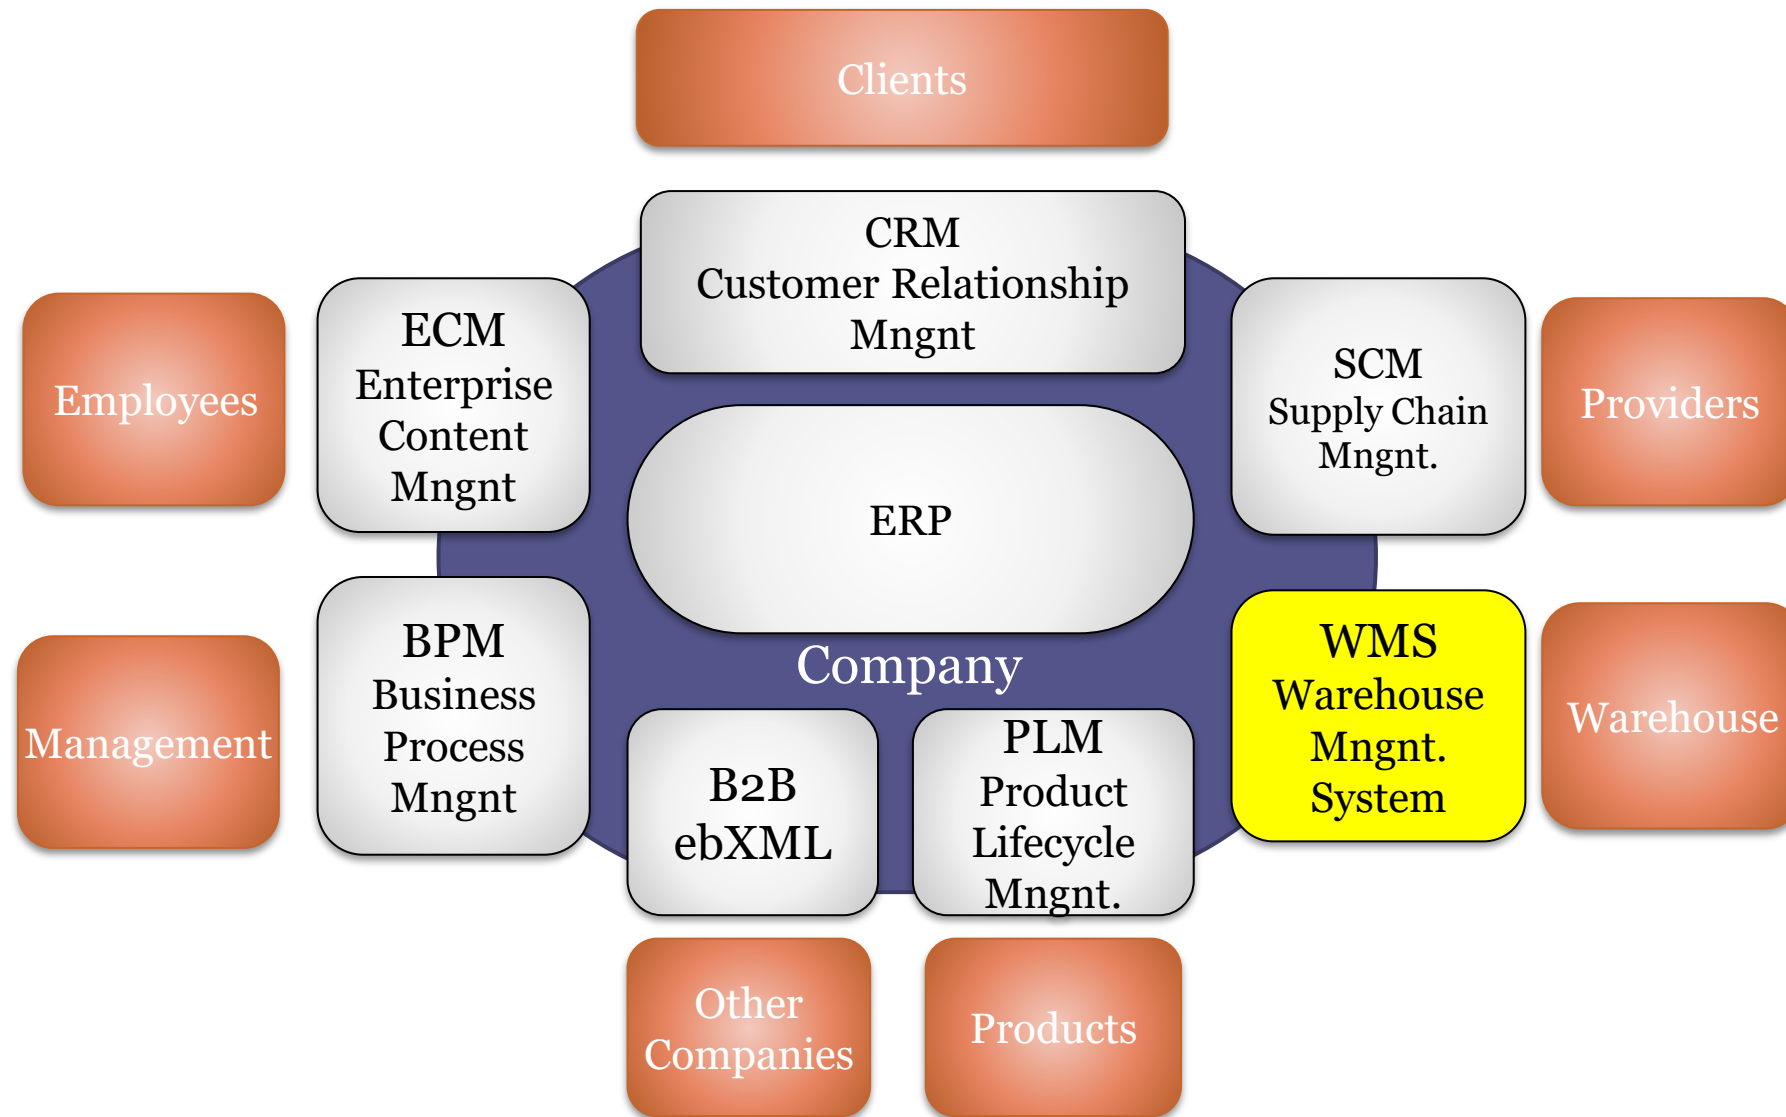 Clients
CRM
Customer Relationship
Mngnt
Employees
ECM
Enterprise
Content
Mngnt
SCM
Supply Chain
Mngnt.
Providers
ERP
Company
Management
BPM
Business
Process
Mngnt
B2B
ebXML
PLM
Product
Lifecycle
Mngnt.
WMS
Warehouse
Mngnt.
System
Warehouse
Other
Companies
Products